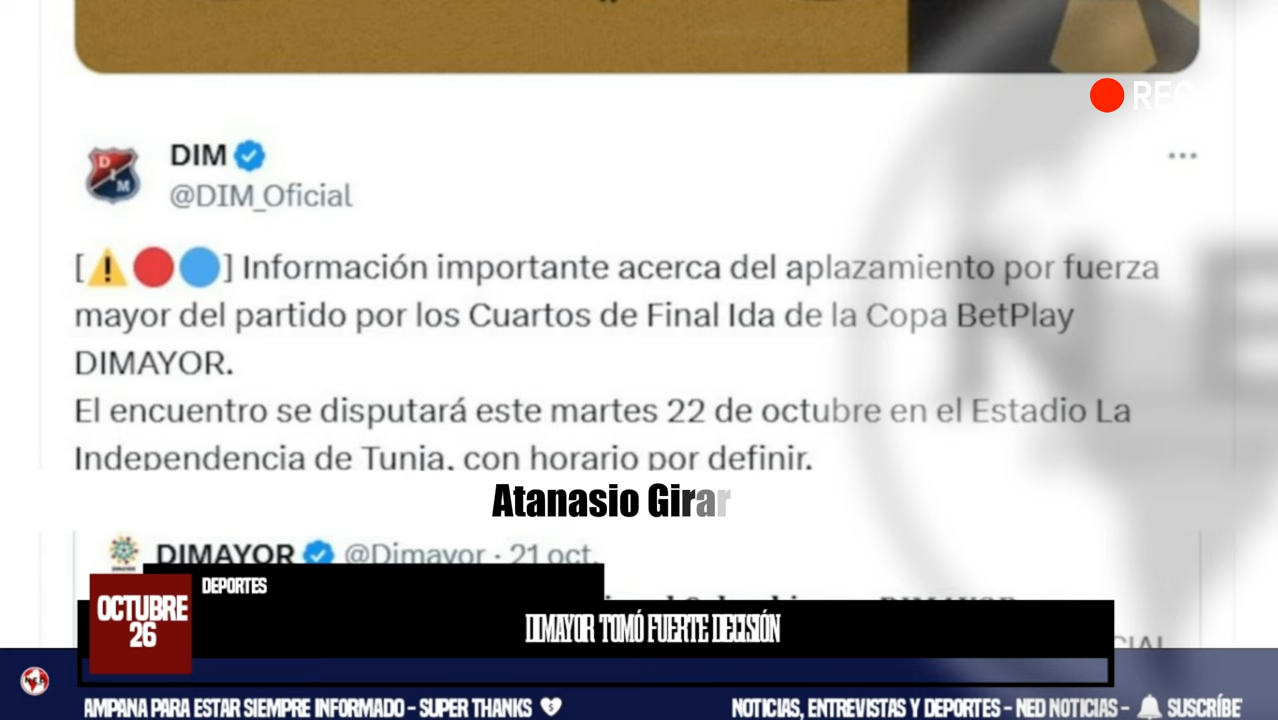 REC
DIM
@DIM_Oficial
[⚠️🔴🔵] Información importante acerca del aplazamiento por fuerza
mayor del partido por los Cuartos de Final Ida de la Copa BetPlay
DIMAYOR.
El encuentro se disputará este martes 22 de octubre en el Estadio La
Independencia de Tunja, con horario por definir.
Atanasio Girar
DIMAYOR @Dimayor · 21 oct.
DEPORTES
OCTUBRE
26
DIMAYOR TOMÓ FUERTE DECISIÓN
AMPANA PARA ESTAR SIEMPRE INFORMADO - SUPER THANKS
NOTICIAS, ENTREVISTAS Y DEPORTES - NED NOTICIAS - 🔔 SUSCRÍBE